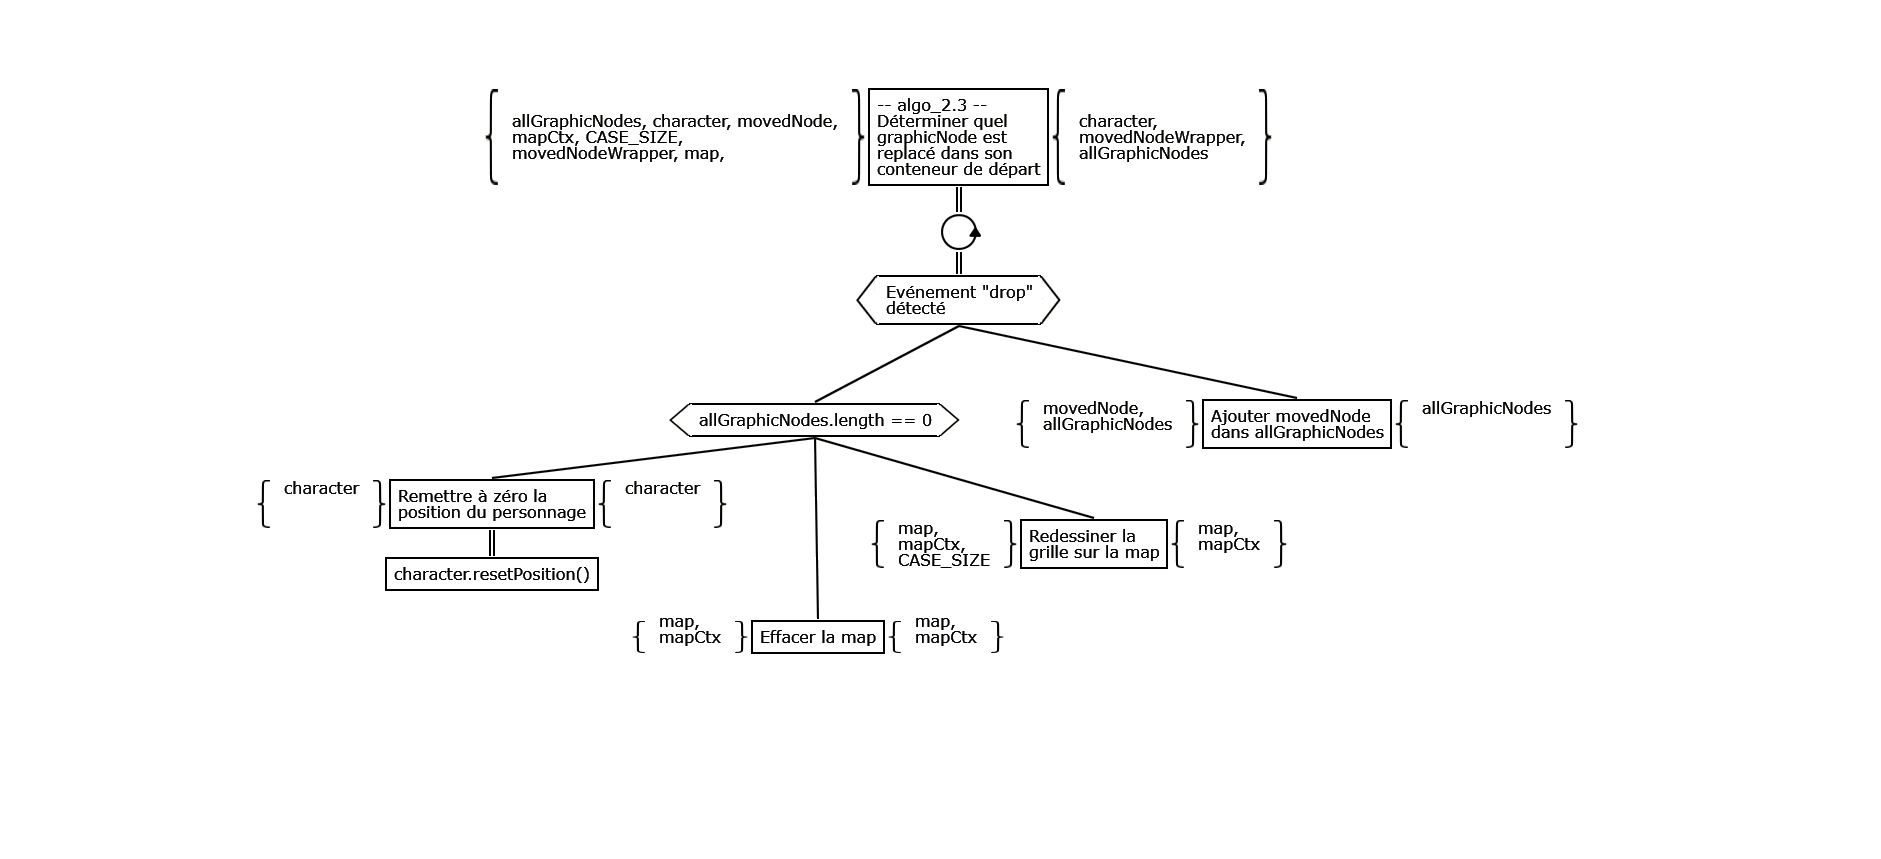 allGraphicNodes, character, movedNode,
mapCtx, CASE_SIZE,
movedNodeWrapper, map,
-- algo_2.3 --
Déterminer quel
graphicNode est
replacé dans son
conteneur de départ
character,
movedNodeWrapper,
allGraphicNodes
Evénement "drop"
détecté
allGraphicNodes.length == 0
movedNode,
allGraphicNodes
Ajouter movedNode
dans allGraphicNodes
allGraphicNodes
character
Remettre à zéro la
position du personnage
character
character.resetPosition()
map,
mapCtx,
CASE_SIZE
Redessiner la
grille sur la map
map,
mapCtx
map,
mapCtx
Effacer la map
map,
mapCtx